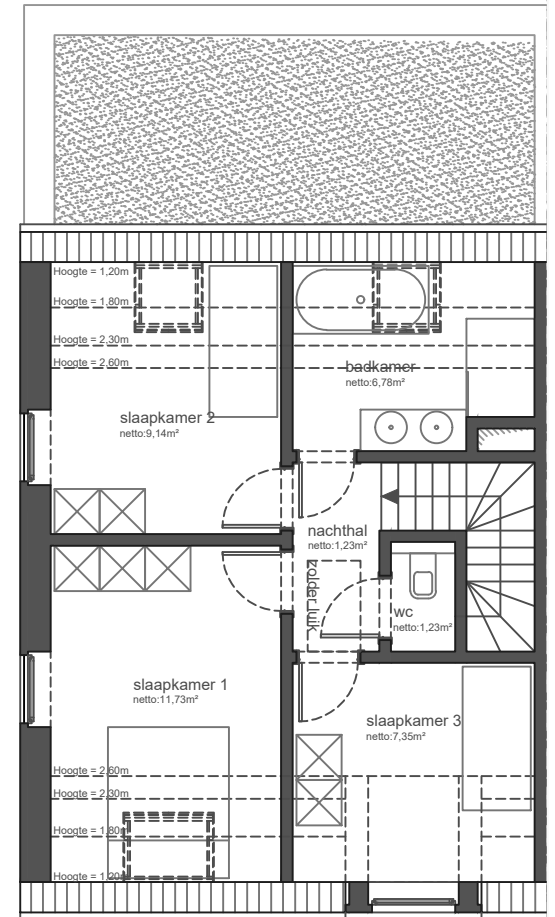 Hoogte = 1,20m
Hoogte = 1,80m
Hoogte = 2,30m
Hoogte = 2,60m
badkamer
netto:6,78m²
slaapkamer 2
netto:9,14m²
nachthal
netto:1,23m²
zolder luik
wc
netto:1,23m²
slaapkamer 1
netto:11,73m²
slaapkamer 3
netto:7,35m²
Hoogte = 2,60m
Hoogte = 2,30m
Hoogte = 1,80m
Hoogte = 1,20m